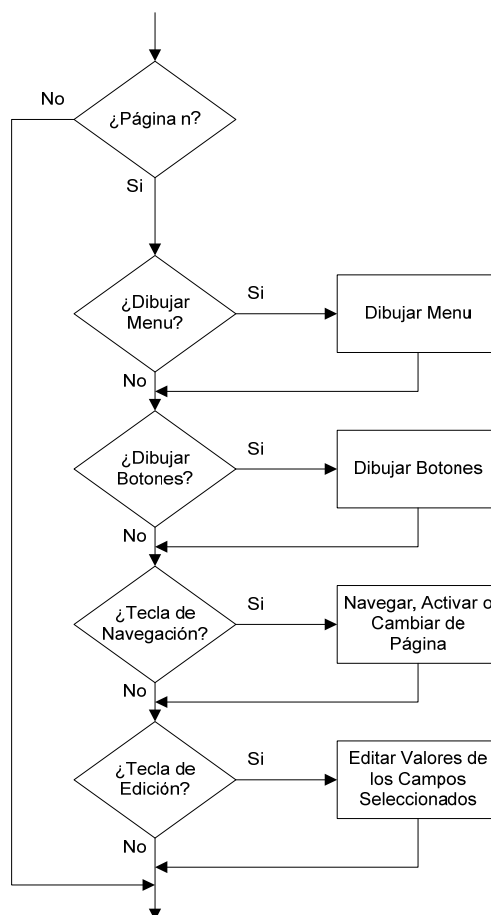 No
¿Página n?
Si
¿Dibujar
Menu?
Si
Dibujar Menu
No
¿Dibujar
Botones?
Si
Dibujar Botones
No
¿Tecla de
Navegación?
Si
Navegar, Activar o
Cambiar de
Página
No
¿Tecla de
Edición?
Si
Editar Valores de
los Campos
Seleccionados
No